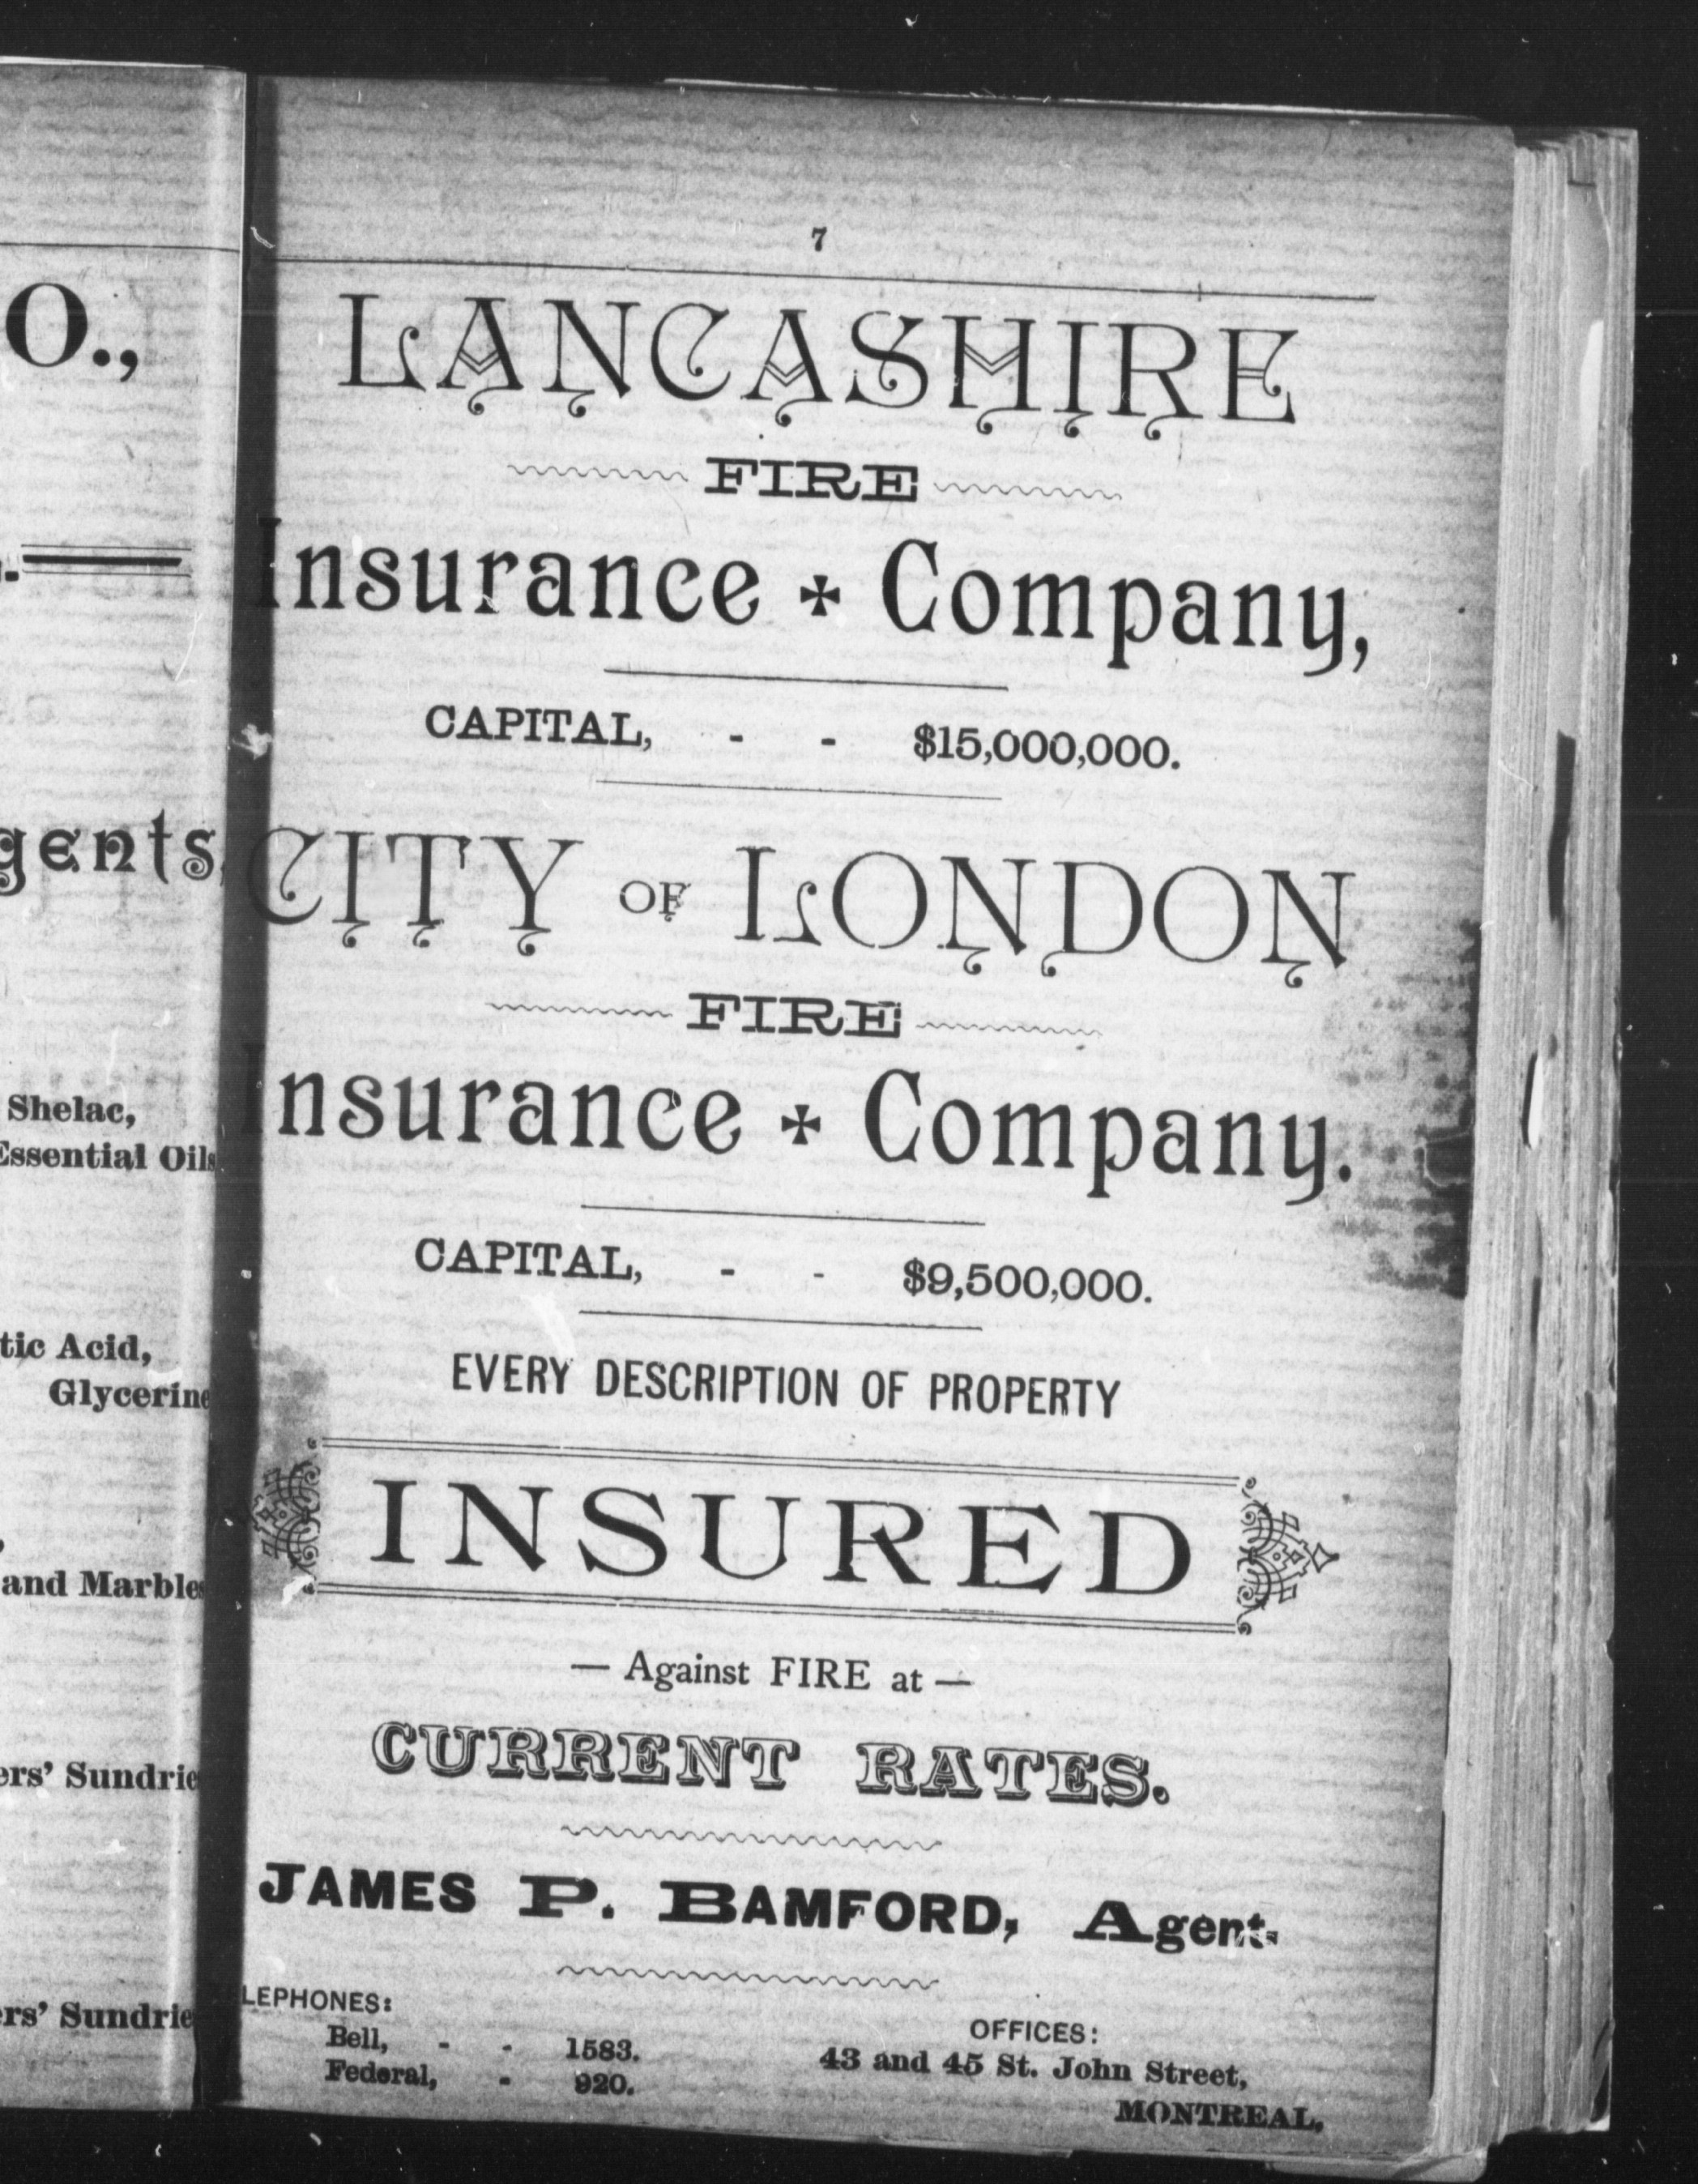 O.,
gents,
Shelac,
Essential Oils,
tic Acid,
Glycerine
and Marbles
ers' Sundrie
ers' Sundrie
7
LANCASHIRE
FIRE
Insurance + Company,
CAPITAL, - - $15,000,000.
CITY OF LONDON
FIRE
Insurance + Company.
CAPITAL, - - $9,500,000.
EVERY DESCRIPTION OF PROPERTY
INSURED
— Against FIRE at —
CURRENT RATES.
JAMES P. BAMFORD, Agent.
LEPHONES:
Bell, - - 1583.
Federal, - 920.
OFFICES:
43 and 45 St. John Street,
MONTREAL.